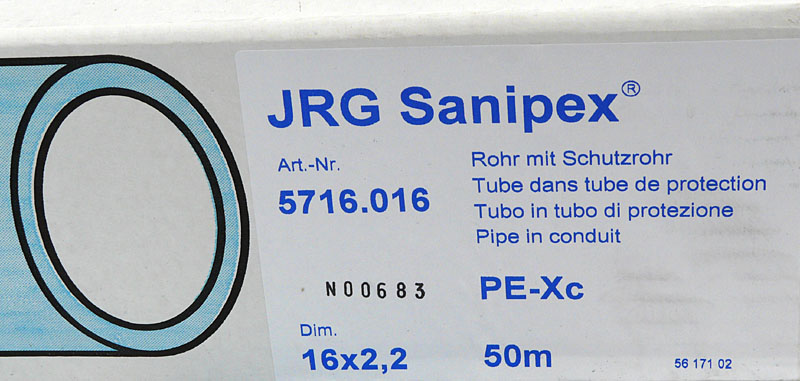 JRG Sanipex®
Art.-Nr.
5716.016
Rohr mit Schutzrohr
Tube dans tube de protection
Tubo in tubo di protezione
Pipe in conduit
N00683
PE-Xc
Dim.
16x2,2
50m
56 171 02